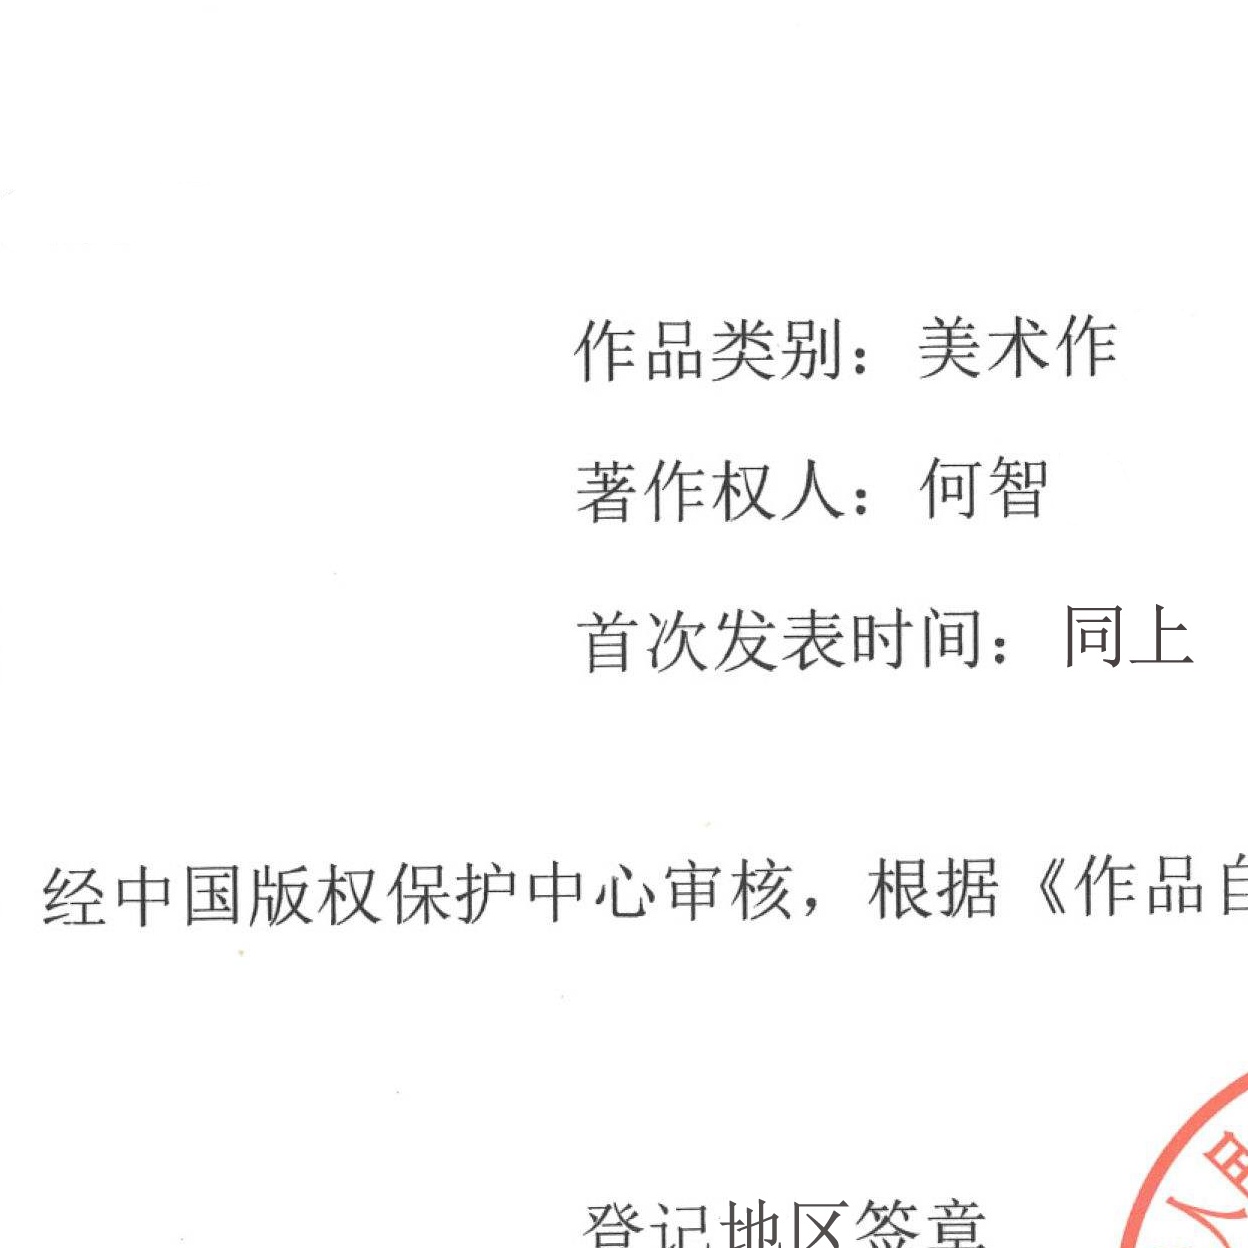 作品类别：美术作
著作权人：何智
首次发表时间：同上
经中国版权保护中心审核，根据《作品自
登记地区签章